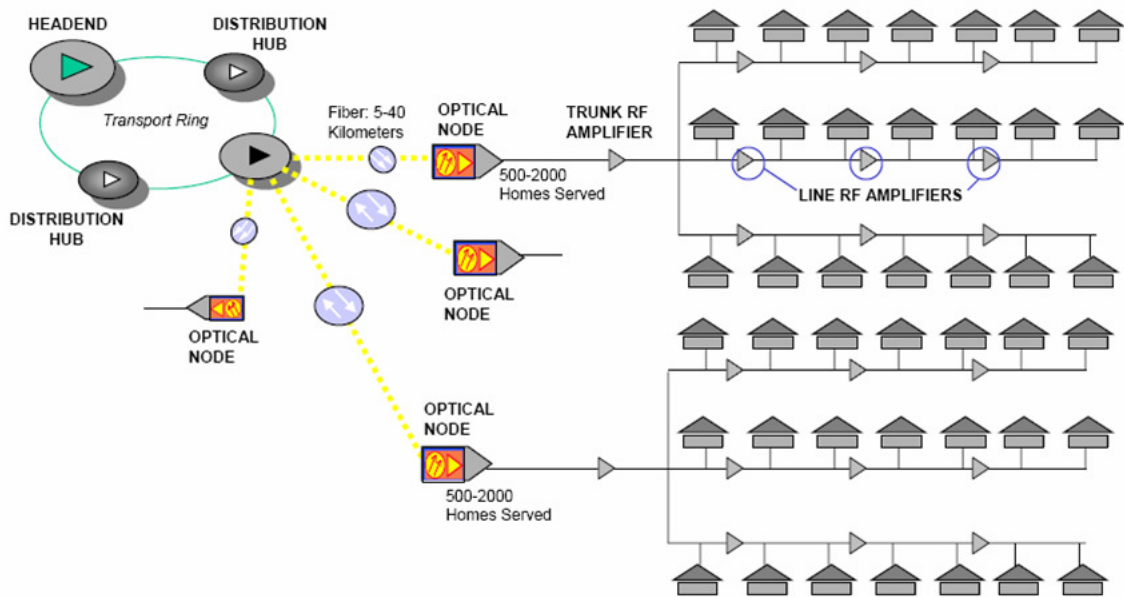 HEADEND
DISTRIBUTION
HUB
Transport Ring
Fiber: 5-40
Kilometers
OPTICAL
NODE
TRUNK RF
AMPLIFIER
500-2000
Homes Served
LINE RF AMPLIFIERS
DISTRIBUTION
HUB
OPTICAL
NODE
OPTICAL
NODE
OPTICAL
NODE
500-2000
Homes Served